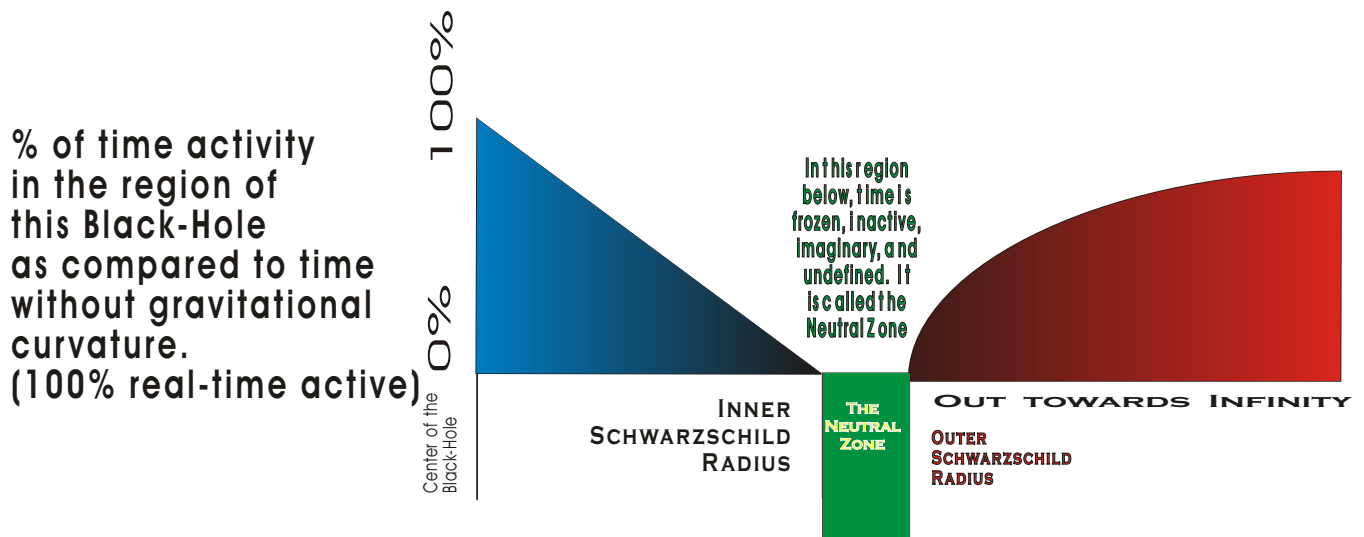 % of time activity
in the region of
this Black-Hole
as compared to time
without gravitational
curvature.
(100% real-time active)
100%
0%
Center of the
Black-Hole
Inner
Schwarzschild
Radius
In this region
below, time is
frozen, inactive,
imaginary, and
undefined. It
is called the
Neutral Zone
The
Neutral
Zone
Out towards Infinity
Outer
Schwarzschild
Radius